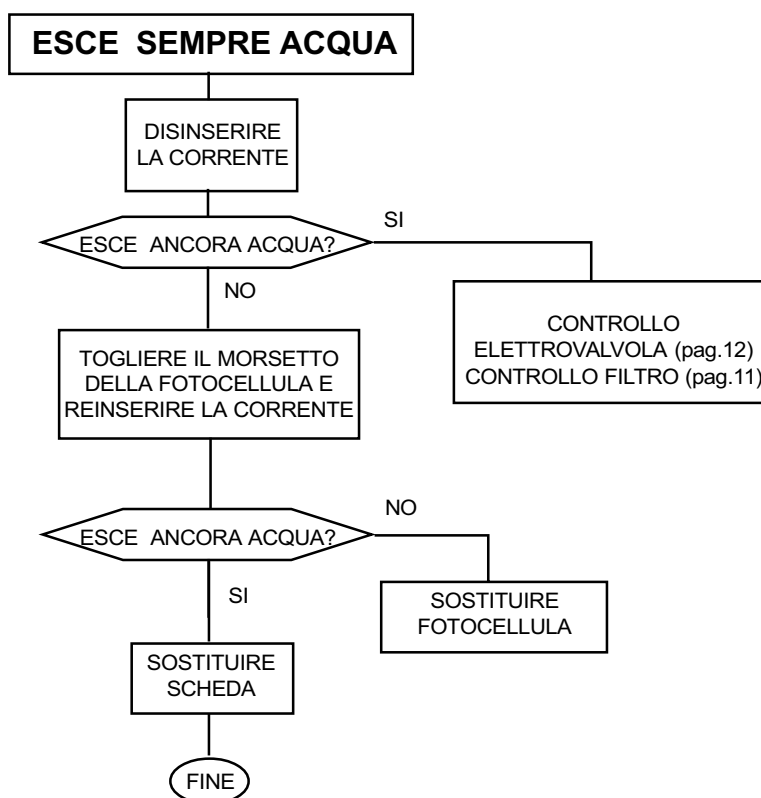 ESCE SEMPRE ACQUA
DISINSERIRE
LA CORRENTE
ESCE ANCORA ACQUA?
SI
NO
CONTROLLO
ELETTROVALVOLA (pag.12)
CONTROLLO FILTRO (pag.11)
TOGLIERE IL MORSETTO
DELLA FOTOCELLULA E
REINSERIRE LA CORRENTE
ESCE ANCORA ACQUA?
NO
SI
SOSTITUIRE
FOTOCELLULA
SOSTITUIRE
SCHEDA
FINE